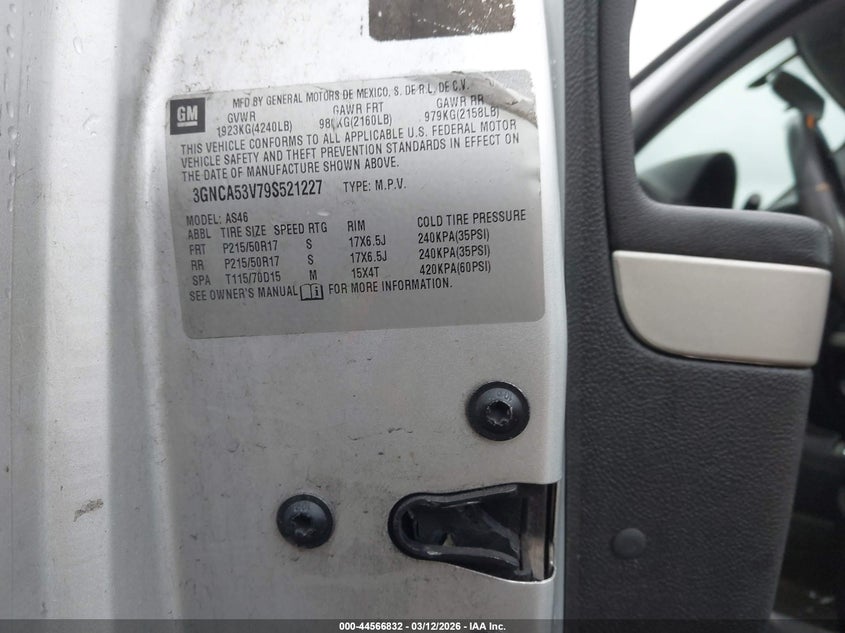 GM
MFD BY GENERAL MOTORS DE MEXICO, S. DE R.L. DE C.V.
GVWR GAWR FRT GAWR RR
1923KG(4240LB) 980KG(2160LB) 979KG(2158LB)
THIS VEHICLE CONFORMS TO ALL APPLICABLE U.S. FEDERAL MOTOR
VEHICLE SAFETY AND THEFT PREVENTION STANDARDS IN EFFECT ON
THE DATE OF MANUFACTURE SHOWN ABOVE.
3GNCA53V79S521227 TYPE: M.P.V.
MODEL: AS46
ABBL TIRE SIZE SPEED RTG RIM COLD TIRE PRESSURE
FRT P215/50R17 S 17X6.5J 240KPA(35PSI)
RR P215/50R17 S 17X6.5J 240KPA(35PSI)
SPA T115/70D15 M 15X4T 420KPA(60PSI)
SEE OWNER'S MANUAL FOR MORE INFORMATION.
000-44566832 - 03/12/2026 - IAA Inc.